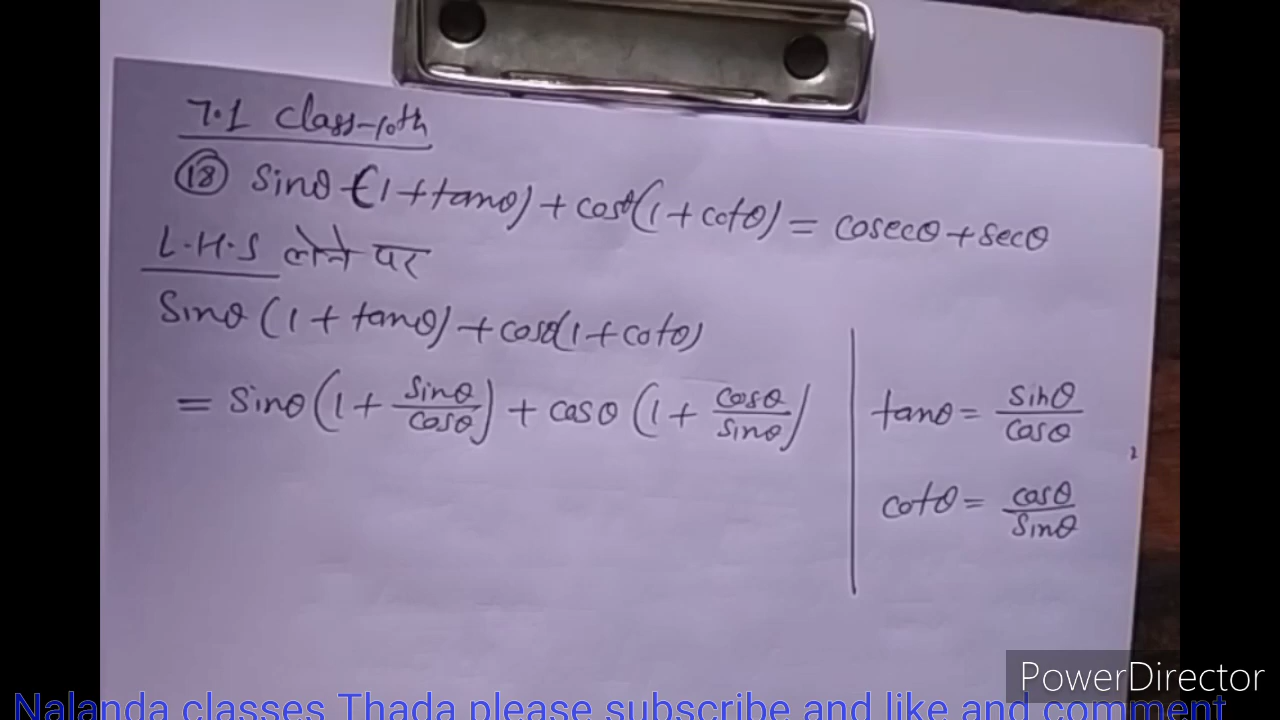 7.1 Class-10th
(18) Sinθ (1+tanθ) + cosθ(1+cotθ) = cosecθ + secθ
L.H.S लेने पर
Sinθ (1 + tanθ) + cosθ(1+cotθ)
= Sinθ (1 + Sinθ/Cosθ) + cosθ (1 + Cosθ/Sinθ)
tanθ = Sinθ/Cosθ
cotθ = Cosθ/Sinθ
PowerDirector
Nalanda classes Thada please subscribe and like and comment